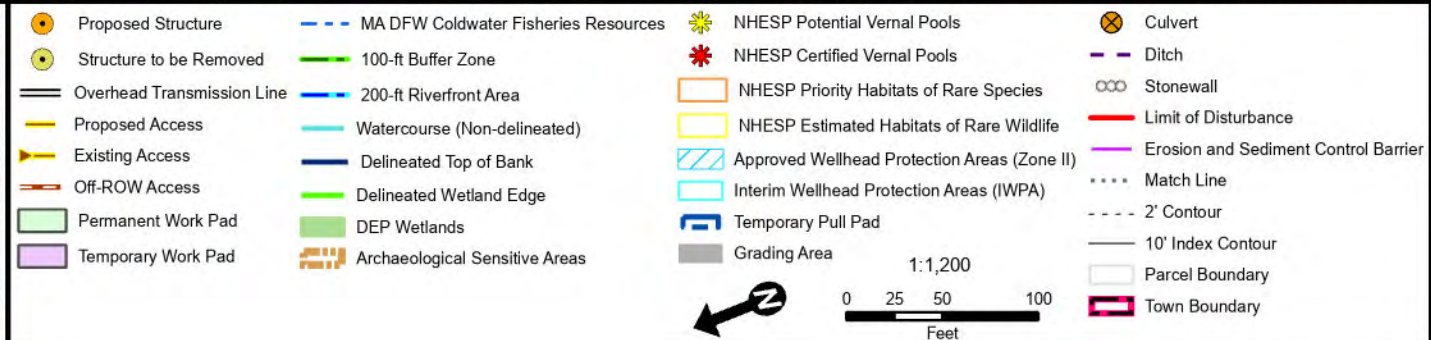 Proposed Structure
Structure to be Removed
Overhead Transmission Line
Proposed Access
Existing Access
Off-ROW Access
Permanent Work Pad
Temporary Work Pad
MA DFW Coldwater Fisheries Resources
100-ft Buffer Zone
200-ft Riverfront Area
Watercourse (Non-delineated)
Delineated Top of Bank
Delineated Wetland Edge
DEP Wetlands
Archaeological Sensitive Areas
NHESP Potential Vernal Pools
NHESP Certified Vernal Pools
NHESP Priority Habitats of Rare Species
NHESP Estimated Habitats of Rare Wildlife
Approved Wellhead Protection Areas (Zone II)
Interim Wellhead Protection Areas (IWPA)
Temporary Pull Pad
Grading Area
N
1:1,200
0 25 50 100
Feet
Culvert
Ditch
Stonewall
Limit of Disturbance
Erosion and Sediment Control Barrier
Match Line
2' Contour
10' Index Contour
Parcel Boundary
Town Boundary